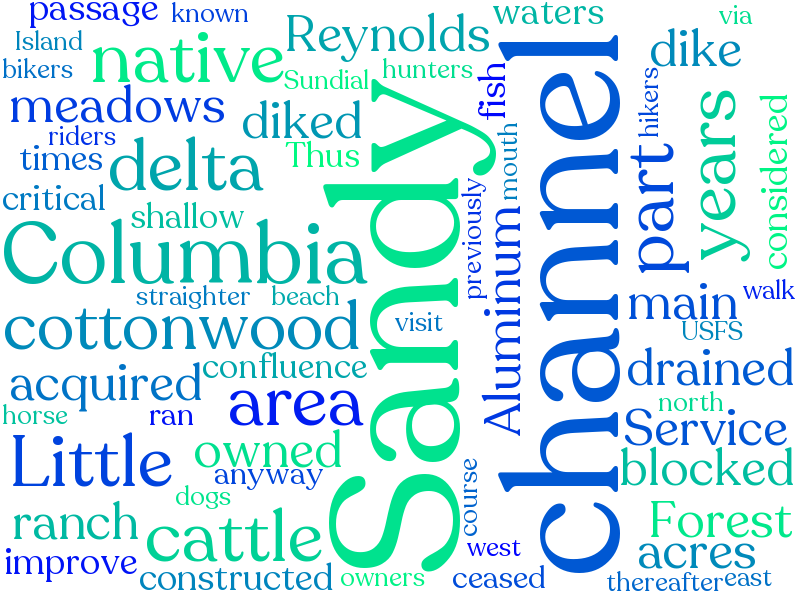 passage
known
waters
via
Island
native
Reynolds
dike
bikers
Sundial
hunters
meadows
diked
fish
hikers
riders
Thus
times
delta
mouth
years
considered
critical
shallow
Sandy
channel
part
Columbia
previously
Aluminum
straighter
beach
visit
main
walk
cottonwood
USFS
confluence
acquired
area
drained
horse
ran
north
Little
owned
Service
anyway
blocked
dogs
course
ranch
cattle
Forest
improve
west
acres
constructed
owners
ceased
thereafter
east